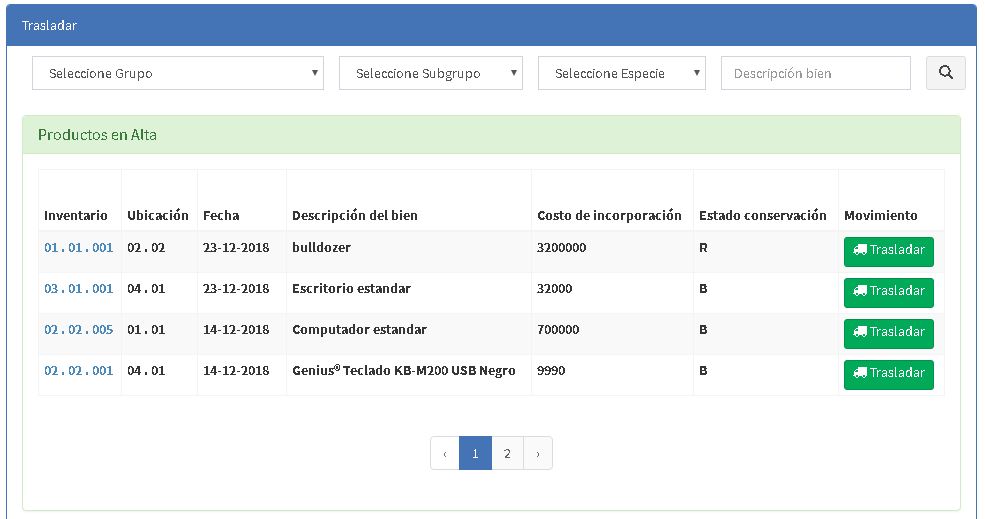 Trasladar
Seleccione Grupo Seleccione Subgrupo Seleccione Especie Descripción bien
Productos en Alta
Inventario Ubicación Fecha Descripción del bien Costo de incorporación Estado conservación Movimiento
01 . 01 . 001 02 . 02 23-12-2018 bulldozer 3200000 R Trasladar
03 . 01 . 001 04 . 01 23-12-2018 Escritorio estandar 32000 B Trasladar
02 . 02 . 005 01 . 01 14-12-2018 Computador estandar 700000 B Trasladar
02 . 02 . 001 04 . 01 14-12-2018 Genius® Teclado KB-M200 USB Negro 9990 B Trasladar
‹ 1 2 ›